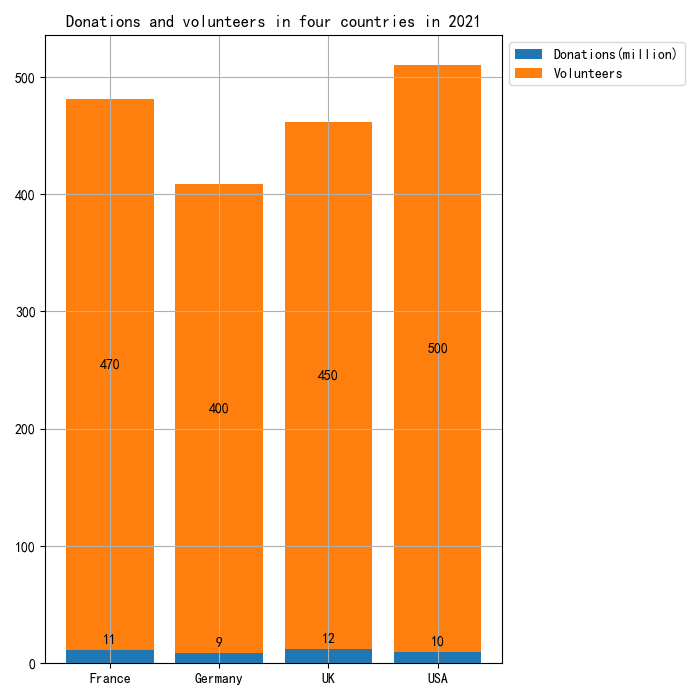 Donations and volunteers in four countries in 2021
Donations(million)
Volunteers
500
400
300
200
100
0
470
400
450
500
11
9
12
10
France
Germany
UK
USA